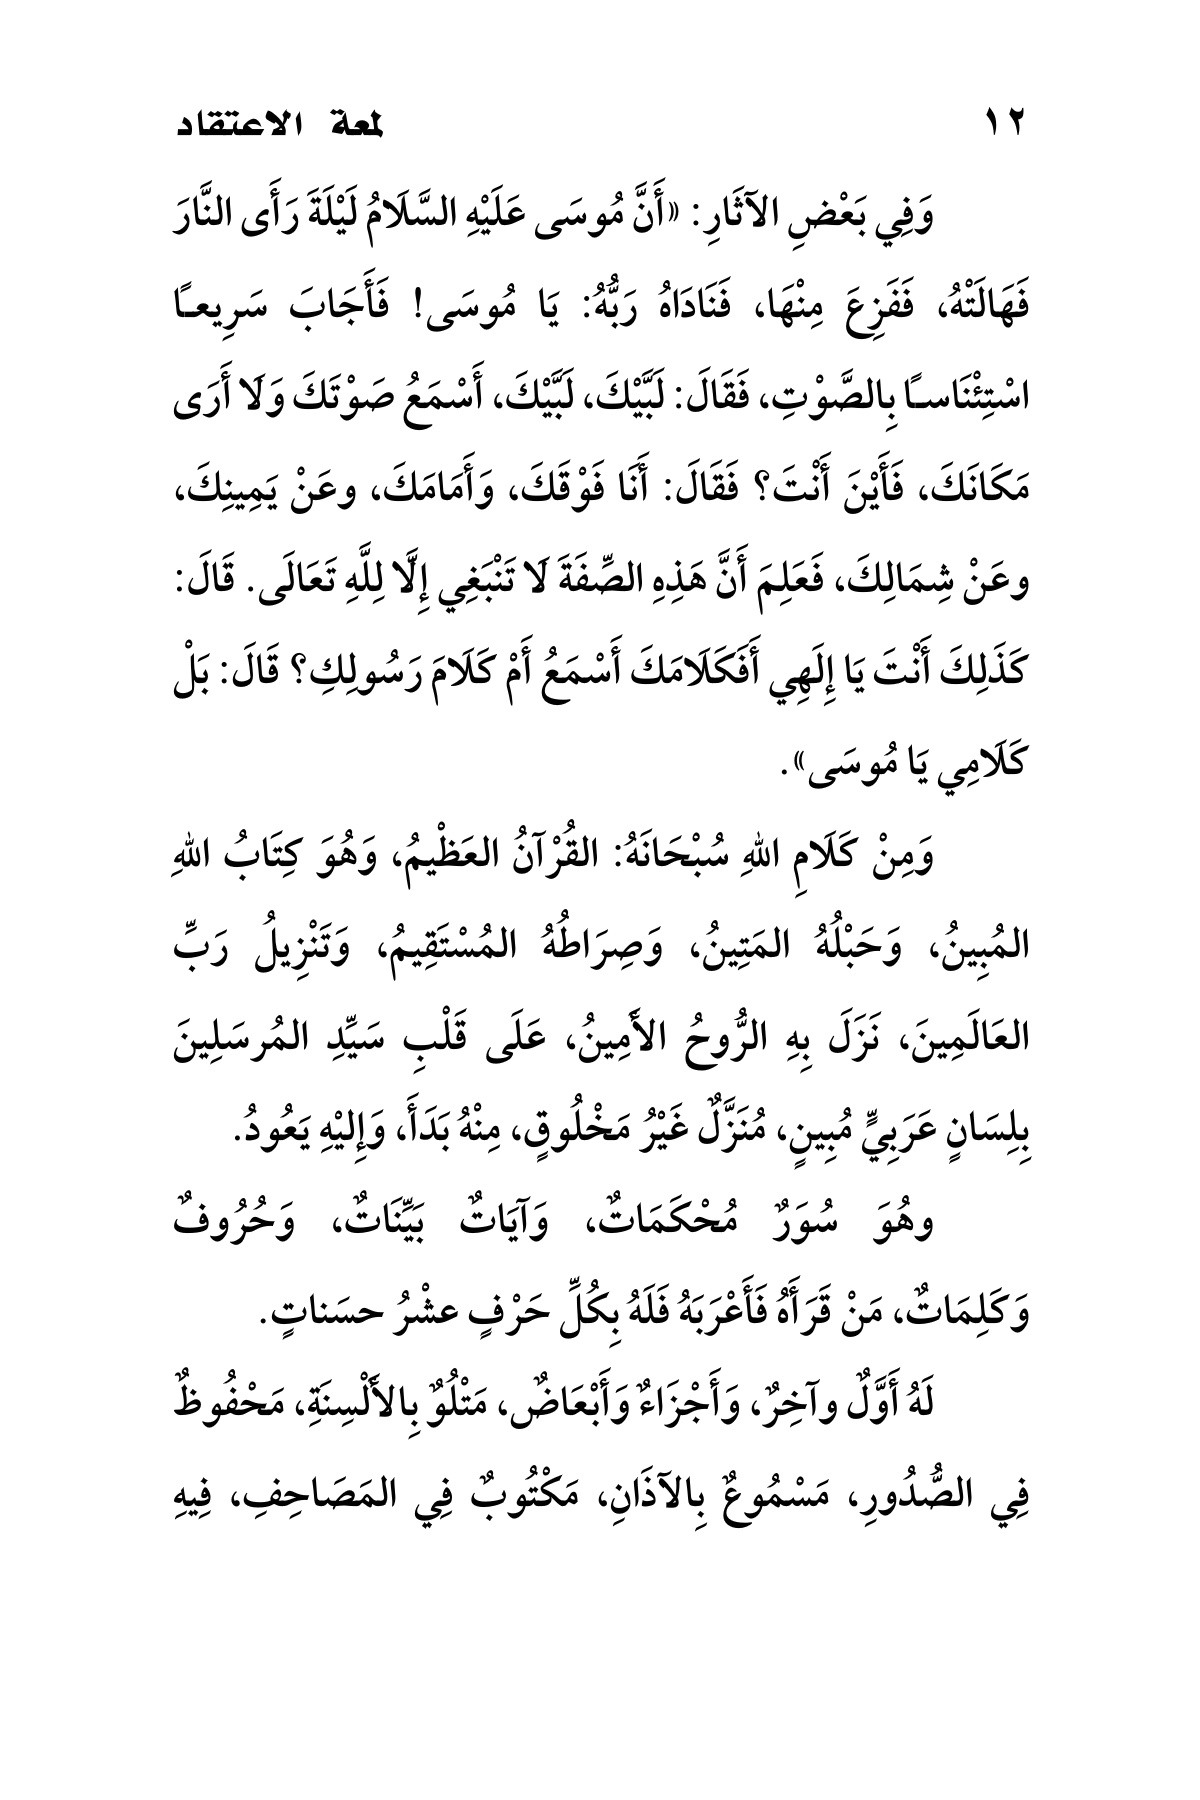 ١٢ لمعة الاعتقاد
وَفِي بَعْضِ الآثَارِ: «أَنَّ مُوسَى عَلَيْهِ السَّلَامُ لَيْلَةَ رَأَى النَّارَ
فَهَالَتْهُ، فَفَزِعَ مِنْهَا، فَنَادَاهُ رَبُّهُ: يَا مُوسَى! فَأَجَابَ سَرِيعـًا
اسْتِئْنَاسـًا بِالصَّوْتِ، فَقَالَ: لَبَّيْكَ، لَبَّيْكَ، أَسْمَعُ صَوْتَكَ وَلَا أَرَى
مَكَانَكَ، فَأَيْنَ أَنْتَ؟ فَقَالَ: أَنَا فَوْقَكَ، وَأَمَامَكَ، وعَنْ يَمِينِكَ،
وعَنْ شِمَالِكَ، فَعَلِمَ أَنَّ هَذِهِ الصِّفَةَ لَا تَنْبَغِي إِلَّا لِلَّهِ تَعَالَى. قَالَ:
كَذَلِكَ أَنْتَ يَا إِلَهِي أَفَكَلَامَكَ أَسْمَعُ أَمْ كَلَامَ رَسُولِكِ؟ قَالَ: بَلْ
كَلَامِي يَا مُوسَى».
وَمِنْ كَلَامِ اللهِ سُبْحَانَهُ: القُرْآنُ العَظْيمُ، وَهُوَ كِتَابُ اللهِ
المُبِينُ، وَحَبْلُهُ المَتِينُ، وَصِرَاطُهُ المُسْتَقِيمُ، وَتَنْزِيلُ رَبِّ
العَالَمِينَ، نَزَلَ بِهِ الرُّوحُ الأَمِينُ، عَلَى قَلْبِ سَيِّدِ المُرسَلِينَ
بِلِسَانٍ عَرَبِيٍّ مُبِينٍ، مُنَزَّلٌ غَيْرُ مَخْلُوقٍ، مِنْهُ بَدَأَ، وَإِليْهِ يَعُودُ.
وهُوَ سُوَرٌ مُحْكَمَاتٌ، وَآيَاتٌ بَيِّنَاتٌ، وَحُرُوفٌ
وَكَلِمَاتٌ، مَنْ قَرَأَهُ فَأَعْرَبَهُ فَلَهُ بِكُلِّ حَرْفٍ عشْرُ حسَناتٍ.
لَهُ أَوَّلٌ وآخِرٌ، وَأَجْزَاءٌ وَأَبْعَاضٌ، مَتْلُوٌ بِالأَلْسِنَةِ، مَحْفُوظٌ
فِي الصُّدُورِ، مَسْمُوعٌ بِالآذَانِ، مَكْتُوبٌ فِي المَصَاحِفِ، فِيهِ